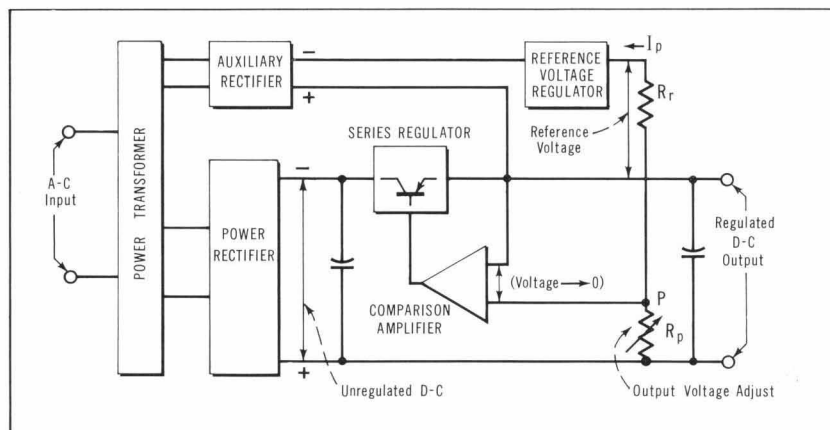 AUXILIARY
RECTIFIER
−
+
REFERENCE
VOLTAGE
REGULATOR
Ip
Rr
Reference
Voltage
SERIES REGULATOR
A-C
Input
POWER TRANSFORMER
−
POWER
RECTIFIER
+
COMPARISON
AMPLIFIER
(Voltage → 0)
Regulated
D-C
Output
P
Rp
Unregulated D-C
Output Voltage Adjust